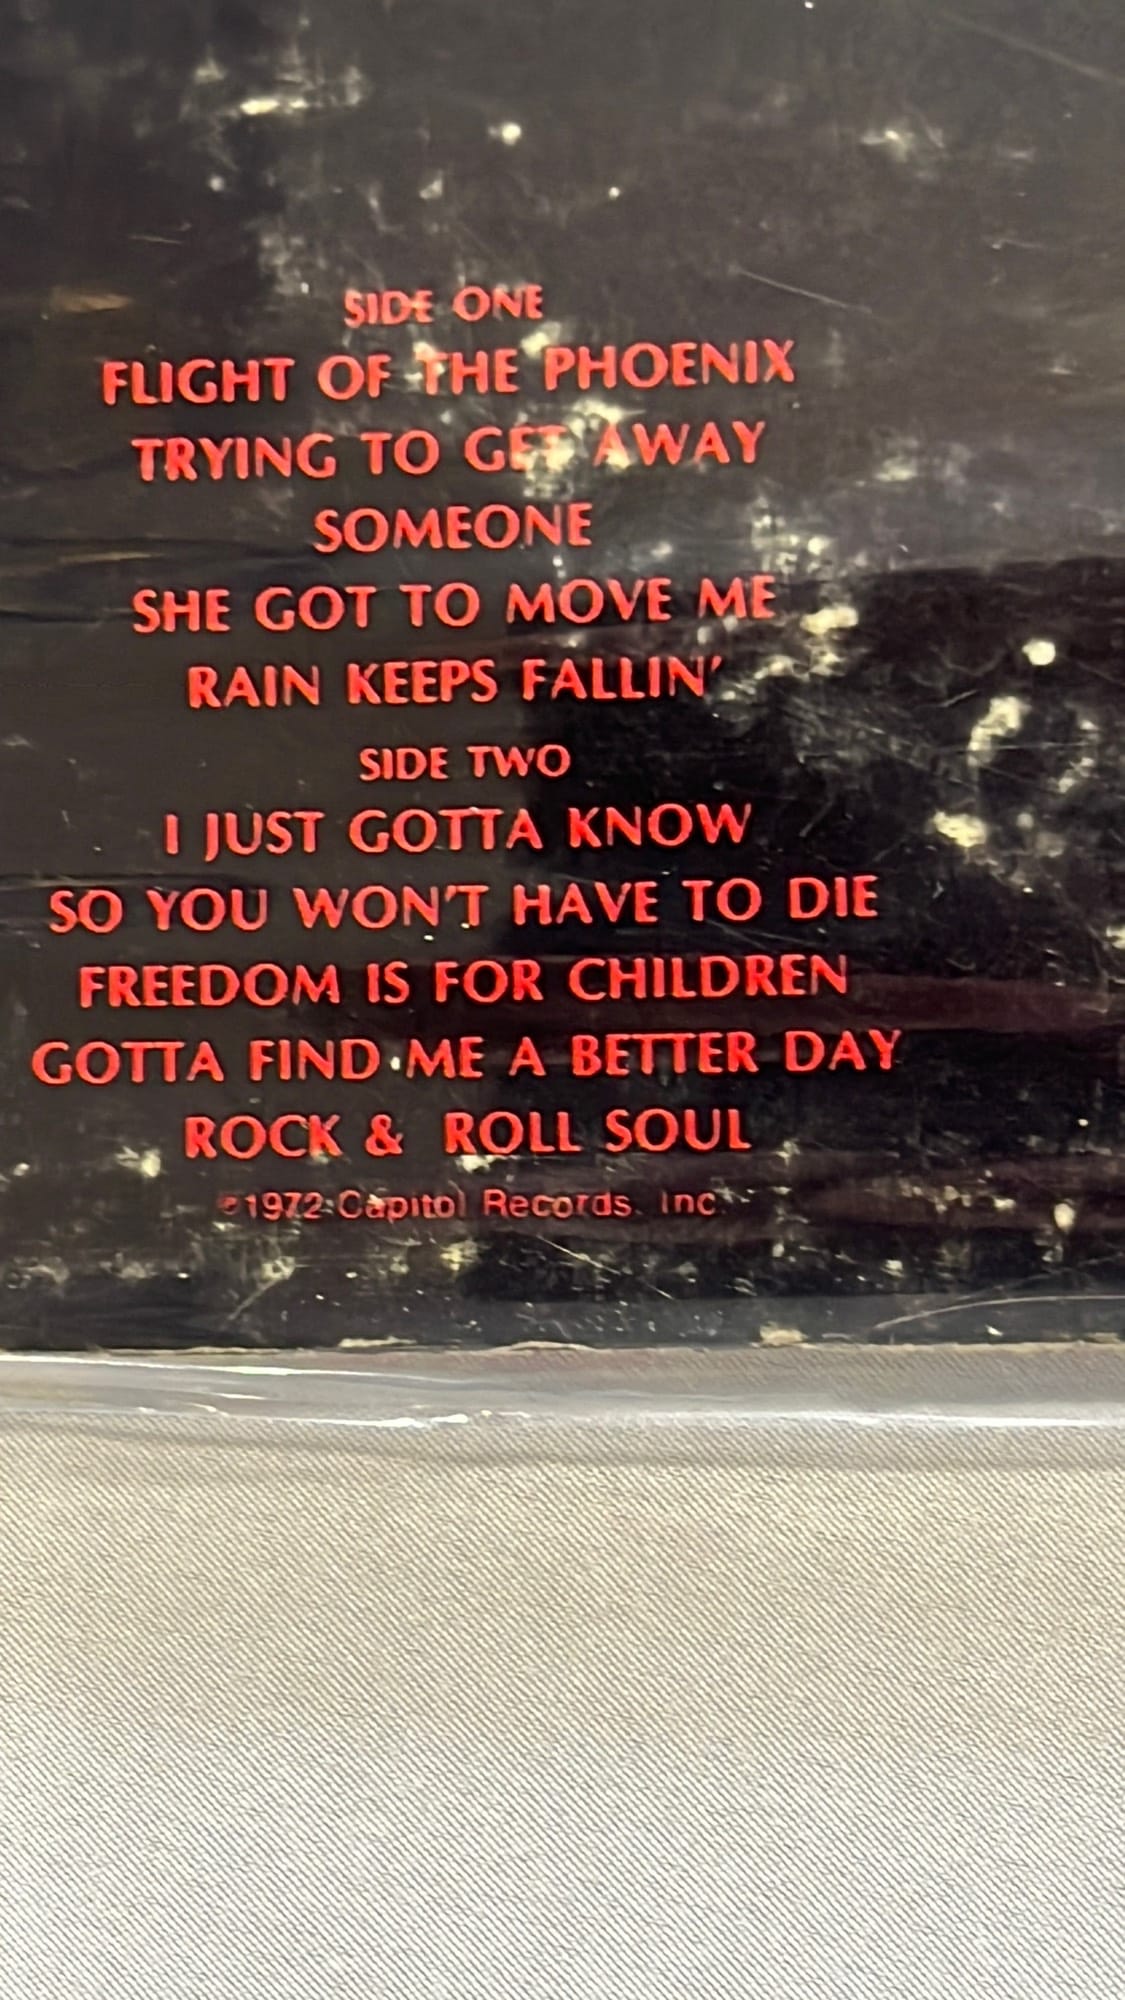 SIDE ONE
FLIGHT OF THE PHOENIX
TRYING TO GET AWAY
SOMEONE
SHE GOT TO MOVE ME
RAIN KEEPS FALLIN'
SIDE TWO
I JUST GOTTA KNOW
SO YOU WON'T HAVE TO DIE
FREEDOM IS FOR CHILDREN
GOTTA FIND ME A BETTER DAY
ROCK & ROLL SOUL
℗1972 Capitol Records, Inc.